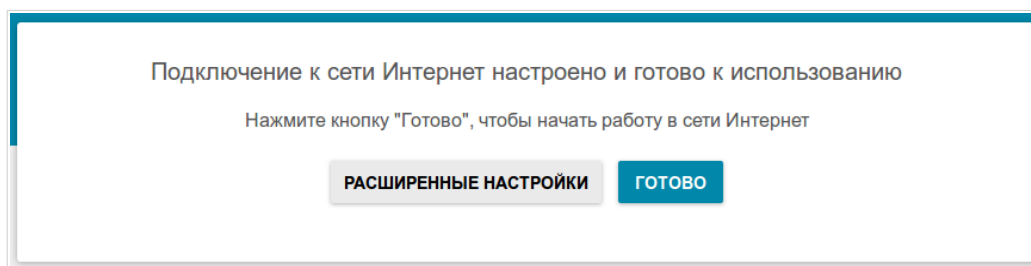 Подключение к сети Интернет настроено и готово к использованию
Нажмите кнопку "Готово", чтобы начать работу в сети Интернет
РАСШИРЕННЫЕ НАСТРОЙКИ ГОТОВО